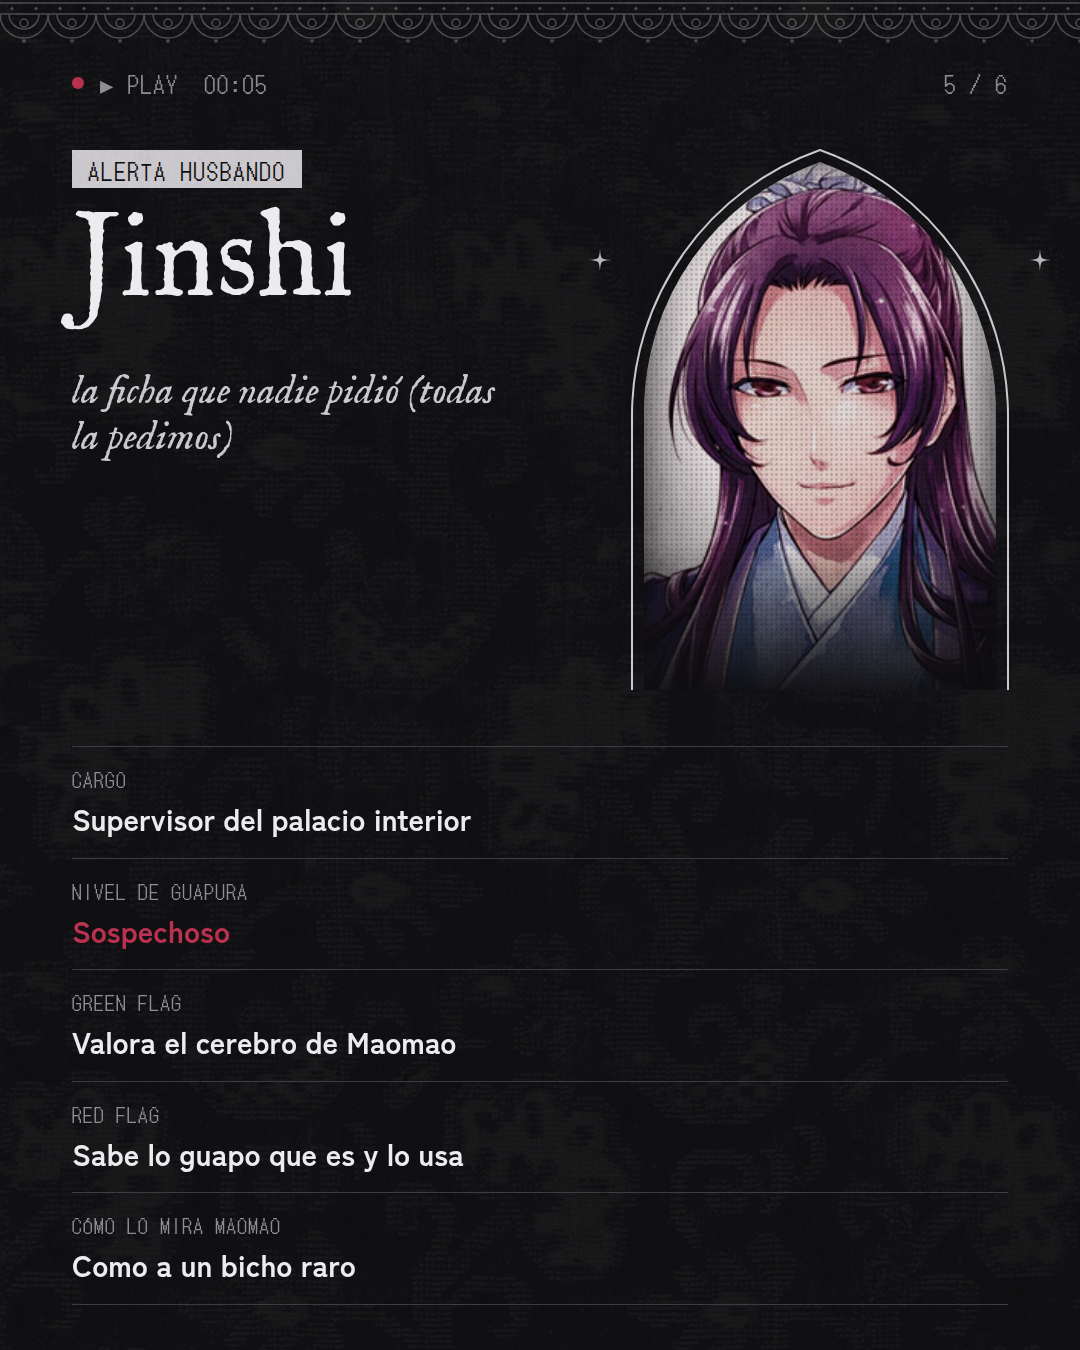 ▶ PLAY 00:05
5 / 6
ALERTA HUSBANDO
Jinshi
la ficha que nadie pidió (todas
la pedimos)
CARGO
Supervisor del palacio interior
NIVEL DE GUAPURA
Sospechoso
GREEN FLAG
Valora el cerebro de Maomao
RED FLAG
Sabe lo guapo que es y lo usa
CÓMO LO MIRA MAOMAO
Como a un bicho raro